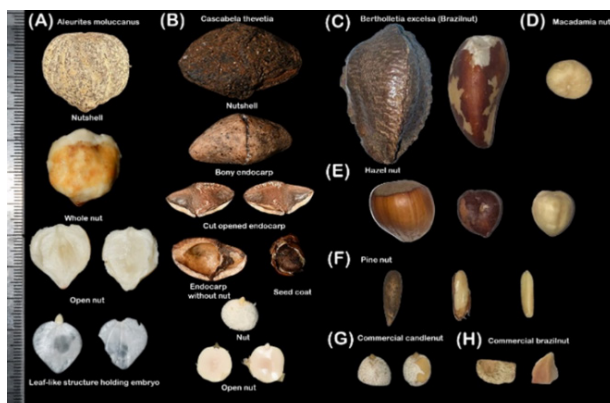 (A) Aleurites moluccanus
Nutshell
Whole nut
Open nut
Leaf-like structure holding embryo
(B) Cascabela thevetia
Nutshell
Bony endocarp
Cut opened endocarp
Endocarp
without nut
Seed coat
Nut
Open nut
(C) Bertholletia excelsa (Brazilnut)
(D) Macadamia nut
(E) Hazel nut
(F) Pine nut
(G) Commercial candlenut
(H) Commercial brazilnut